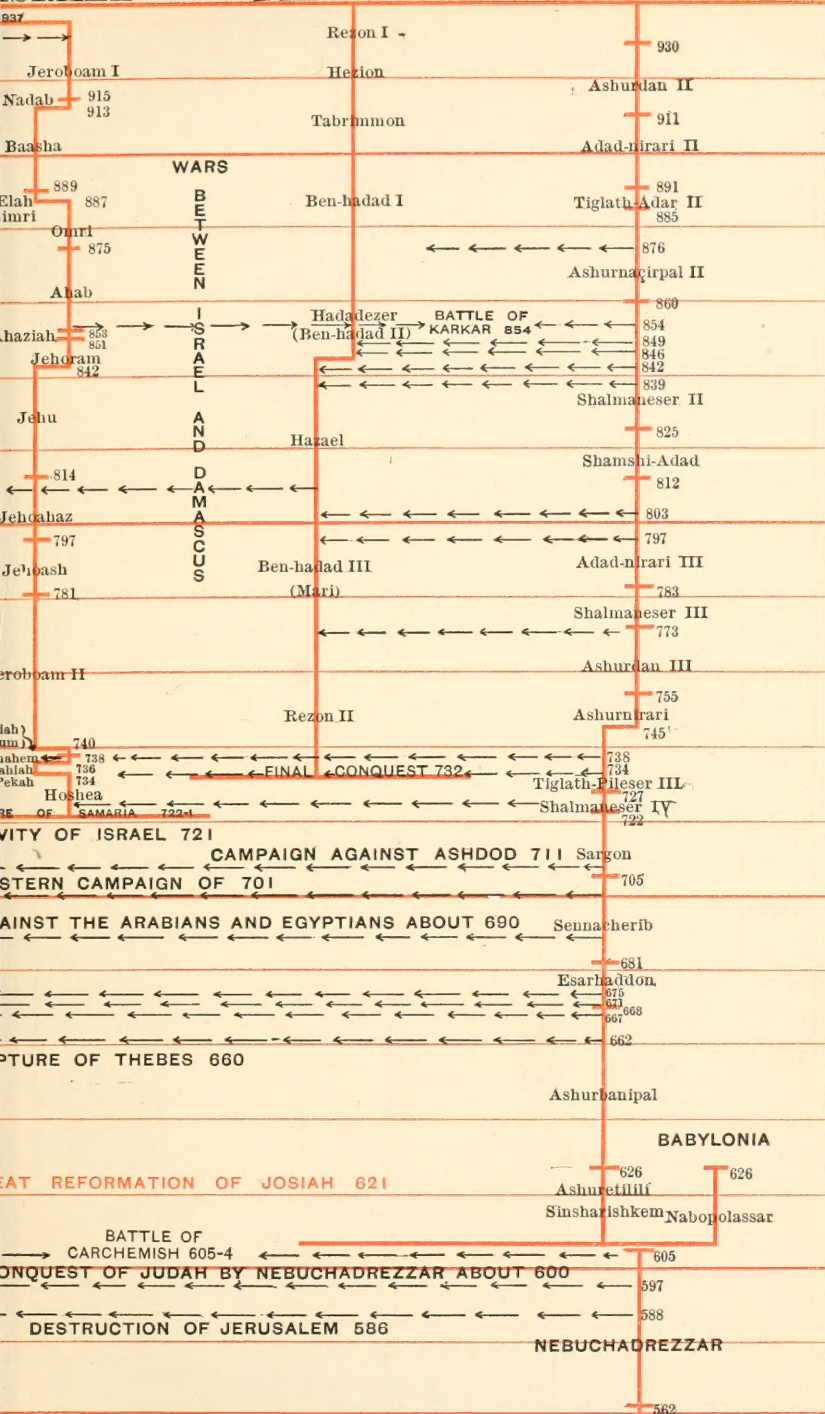 937
Rezon I
930
Jeroboam I
Hezion
Ashurdan II
Nadab
915
913
Tabrimmon
911
Baasha
Adad-nirari II
WARS BETWEEN ISRAEL AND DAMASCUS
889
891
Elah
887
Ben-hadad I
Tiglath-Adar II
imri
885
Omri
875
876
Ashurnaçirpal II
Ahab
860
Hadadezer
(Ben-hadad II)
BATTLE OF
KARKAR 854
854
haziah
853
851
849
846
Jehoram
842
842
839
Shalmaneser II
Jehu
825
Hazael
Shamshi-Adad
814
812
Jehoahaz
803
797
797
Jehoash
Ben-hadad III
(Mari)
Adad-nirari III
781
783
Shalmaneser III
773
eroboam II
Ashurdan III
755
Rezon II
Ashurnirari
745
iah)
um)
740
nahem
738
738
ahiah
736
FINAL CONQUEST 732
734
Pekah
734
Tiglath-Pileser III
Hoshea
727
Shalmaneser IV
RE OF SAMARIA 722-1
722
VITY OF ISRAEL 721
CAMPAIGN AGAINST ASHDOD 711
Sargon
STERN CAMPAIGN OF 701
705
AINST THE ARABIANS AND EGYPTIANS ABOUT 690
Sennacherib
681
Esarhaddon
675
671
668
667
662
PTURE OF THEBES 660
Ashurbanipal
BABYLONIA
626
626
EAT REFORMATION OF JOSIAH 621
Ashuretilili
Sinsharishkem
Nabopolassar
BATTLE OF
CARCHEMISH 605-4
605
ONQUEST OF JUDAH BY NEBUCHADREZZAR ABOUT 600
597
588
DESTRUCTION OF JERUSALEM 586
NEBUCHADREZZAR
562